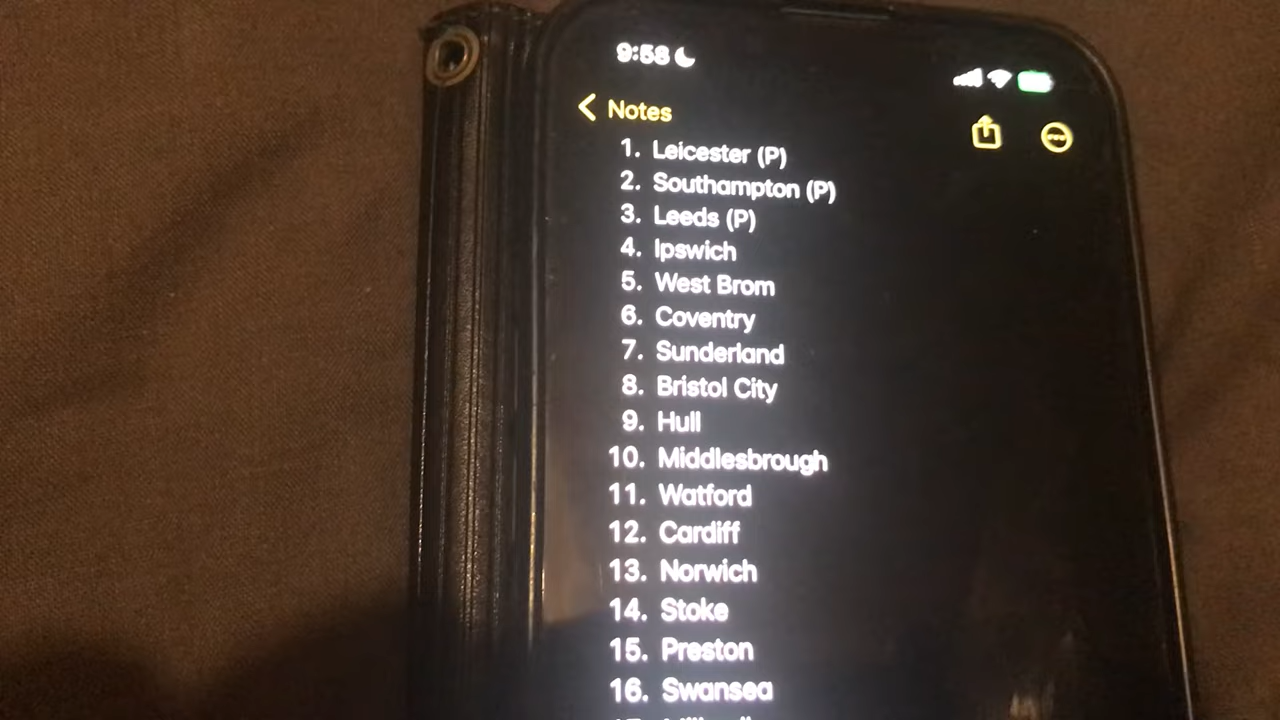 9:58
Notes
1. Leicester (P)
2. Southampton (P)
3. Leeds (P)
4. Ipswich
5. West Brom
6. Coventry
7. Sunderland
8. Bristol City
9. Hull
10. Middlesbrough
11. Watford
12. Cardiff
13. Norwich
14. Stoke
15. Preston
16. Swansea